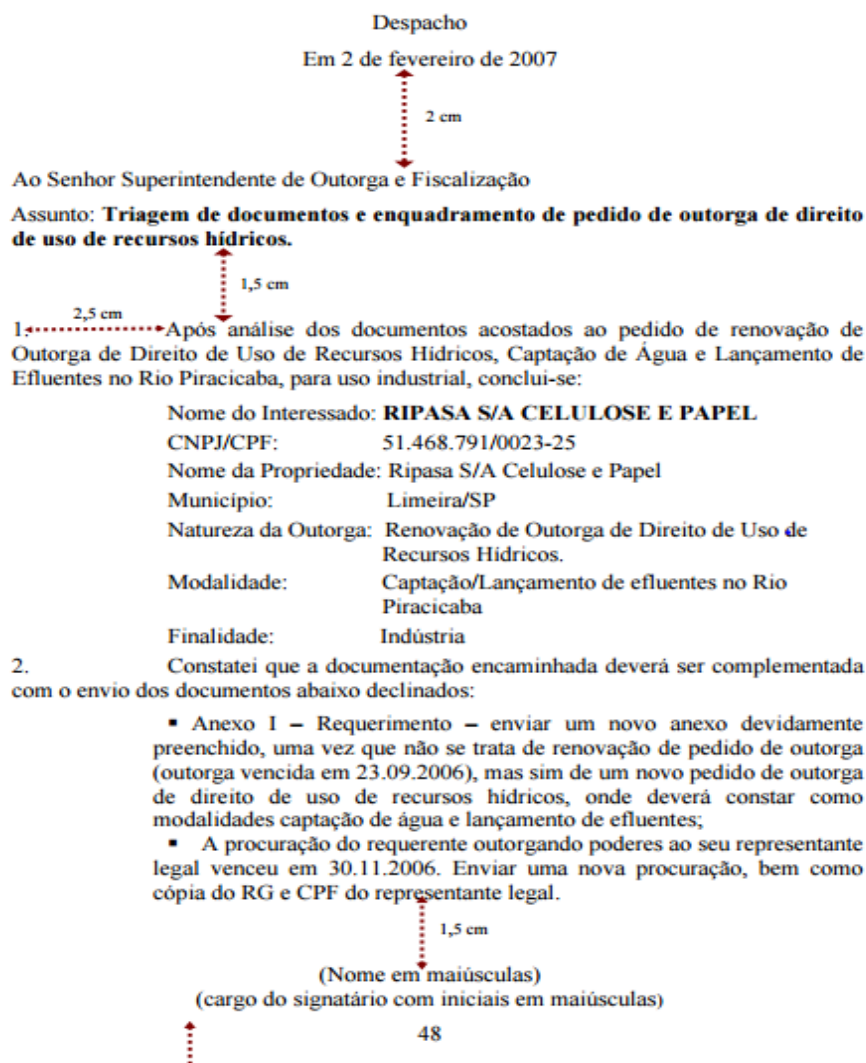 Despacho
Em 2 de fevereiro de 2007
2 cm
Ao Senhor Superintendente de Outorga e Fiscalização
Assunto: Triagem de documentos e enquadramento de pedido de outorga de direito
de uso de recursos hídricos.
1,5 cm
2,5 cm
1. Após análise dos documentos acostados ao pedido de renovação de
Outorga de Direito de Uso de Recursos Hídricos, Captação de Água e Lançamento de
Efluentes no Rio Piracicaba, para uso industrial, conclui-se:
Nome do Interessado: RIPASA S/A CELULOSE E PAPEL
CNPJ/CPF: 51.468.791/0023-25
Nome da Propriedade: Ripasa S/A Celulose e Papel
Município: Limeira/SP
Natureza da Outorga: Renovação de Outorga de Direito de Uso de
Recursos Hídricos.
Modalidade: Captação/Lançamento de efluentes no Rio
Piracicaba
Finalidade: Indústria
2. Constatei que a documentação encaminhada deverá ser complementada
com o envio dos documentos abaixo declinados:
▪ Anexo I – Requerimento – enviar um novo anexo devidamente
preenchido, uma vez que não se trata de renovação de pedido de outorga
(outorga vencida em 23.09.2006), mas sim de um novo pedido de outorga
de direito de uso de recursos hídricos, onde deverá constar como
modalidades captação de água e lançamento de efluentes;
▪ A procuração do requerente outorgando poderes ao seu representante
legal venceu em 30.11.2006. Enviar uma nova procuração, bem como
cópia do RG e CPF do representante legal.
1,5 cm
(Nome em maiúsculas)
(cargo do signatário com iniciais em maiúsculas)
48